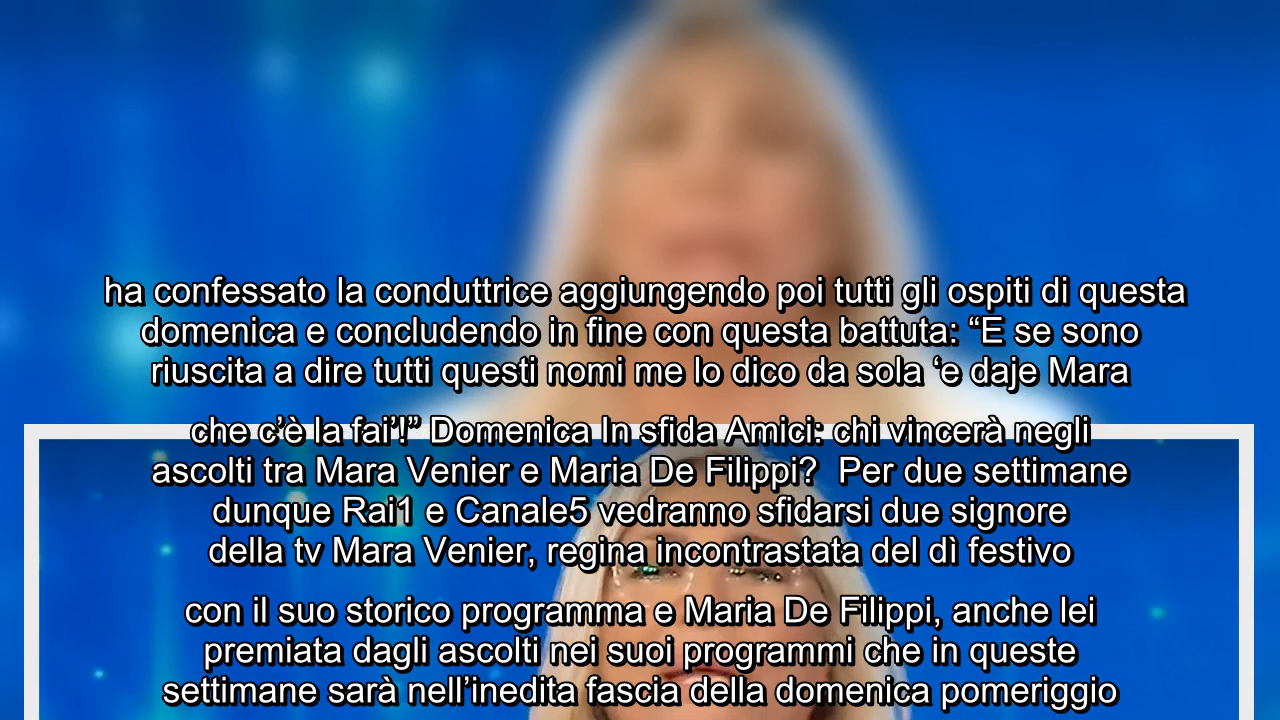 ha confessato la conduttrice aggiungendo poi tutti gli ospiti di questa
domenica e concludendo in fine con questa battuta: “E se sono
riuscita a dire tutti questi nomi me lo dico da sola ‘e daje Mara
che c’è la fai’!” Domenica In sfida Amici: chi vincerà negli
ascolti tra Mara Venier e Maria De Filippi?  Per due settimane
dunque Rai1 e Canale5 vedranno sfidarsi due signore
della tv Mara Venier, regina incontrastata del dì festivo
con il suo storico programma e Maria De Filippi, anche lei
premiata dagli ascolti nei suoi programmi che in queste
settimane sarà nell’inedita fascia della domenica pomeriggio